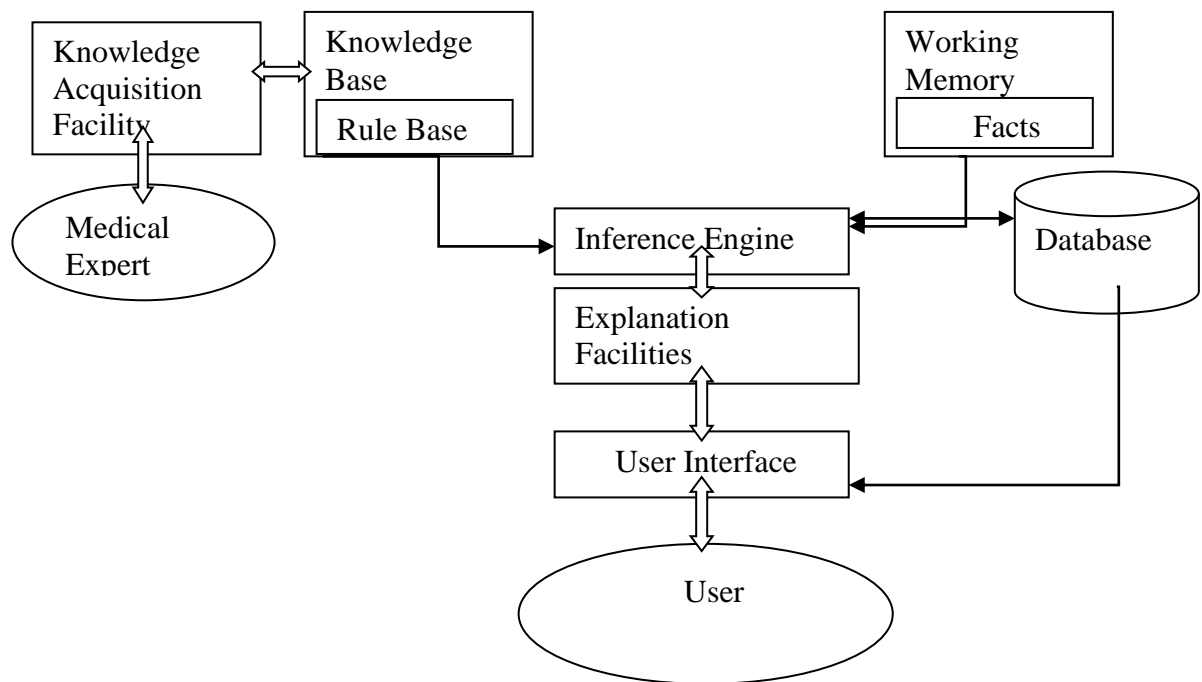 Knowledge
Acquisition
Facility
Knowledge
Base
Rule Base
Working
Memory
Facts
Medical
Expert
Inference Engine
Database
Explanation
Facilities
User Interface
User